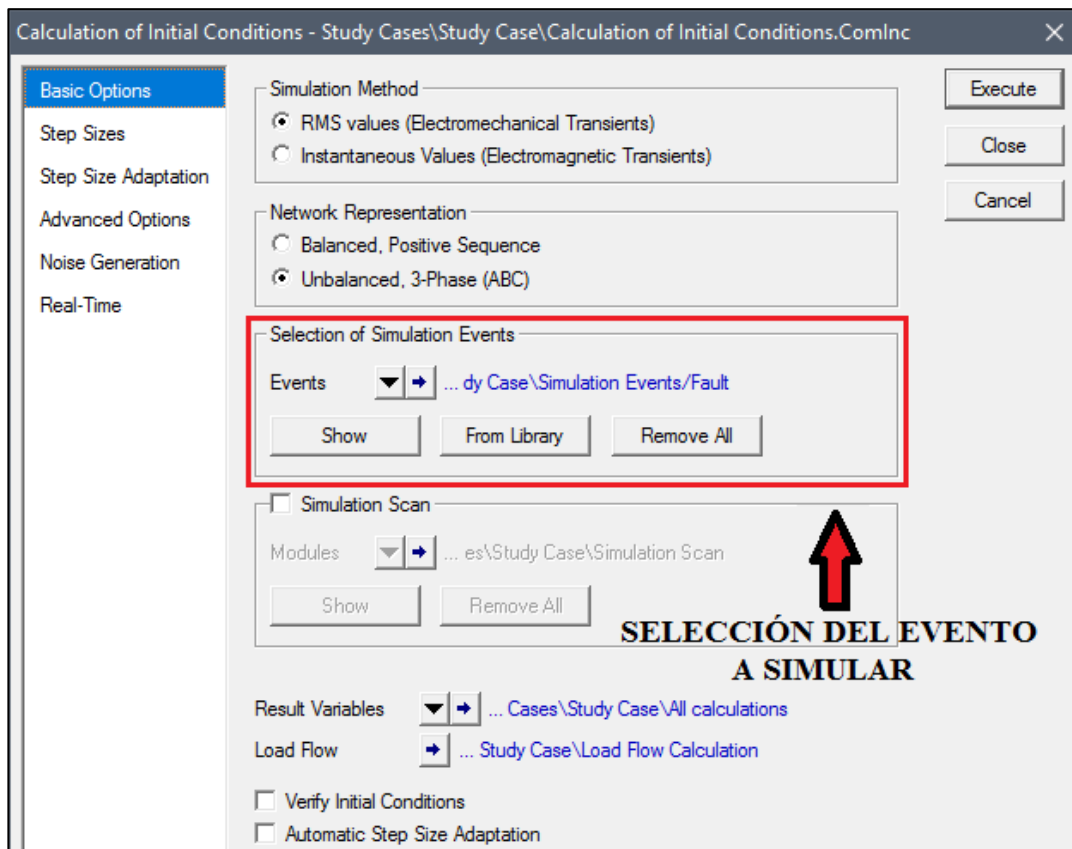 Calculation of Initial Conditions - Study Cases\Study Case\Calculation of Initial Conditions.ComInc
Basic Options
Step Sizes
Step Size Adaptation
Advanced Options
Noise Generation
Real-Time
Simulation Method
RMS values (Electromechanical Transients)
Instantaneous Values (Electromagnetic Transients)
Network Representation
Balanced, Positive Sequence
Unbalanced, 3-Phase (ABC)
Selection of Simulation Events
Events ... dy Case\Simulation Events/Fault
Show From Library Remove All
Simulation Scan
Modules ... es\Study Case\Simulation Scan
Show Remove All
SELECCIÓN DEL EVENTO
A SIMULAR
Result Variables ... Cases\Study Case\All calculations
Load Flow ... Study Case\Load Flow Calculation
Verify Initial Conditions
Automatic Step Size Adaptation
Execute
Close
Cancel